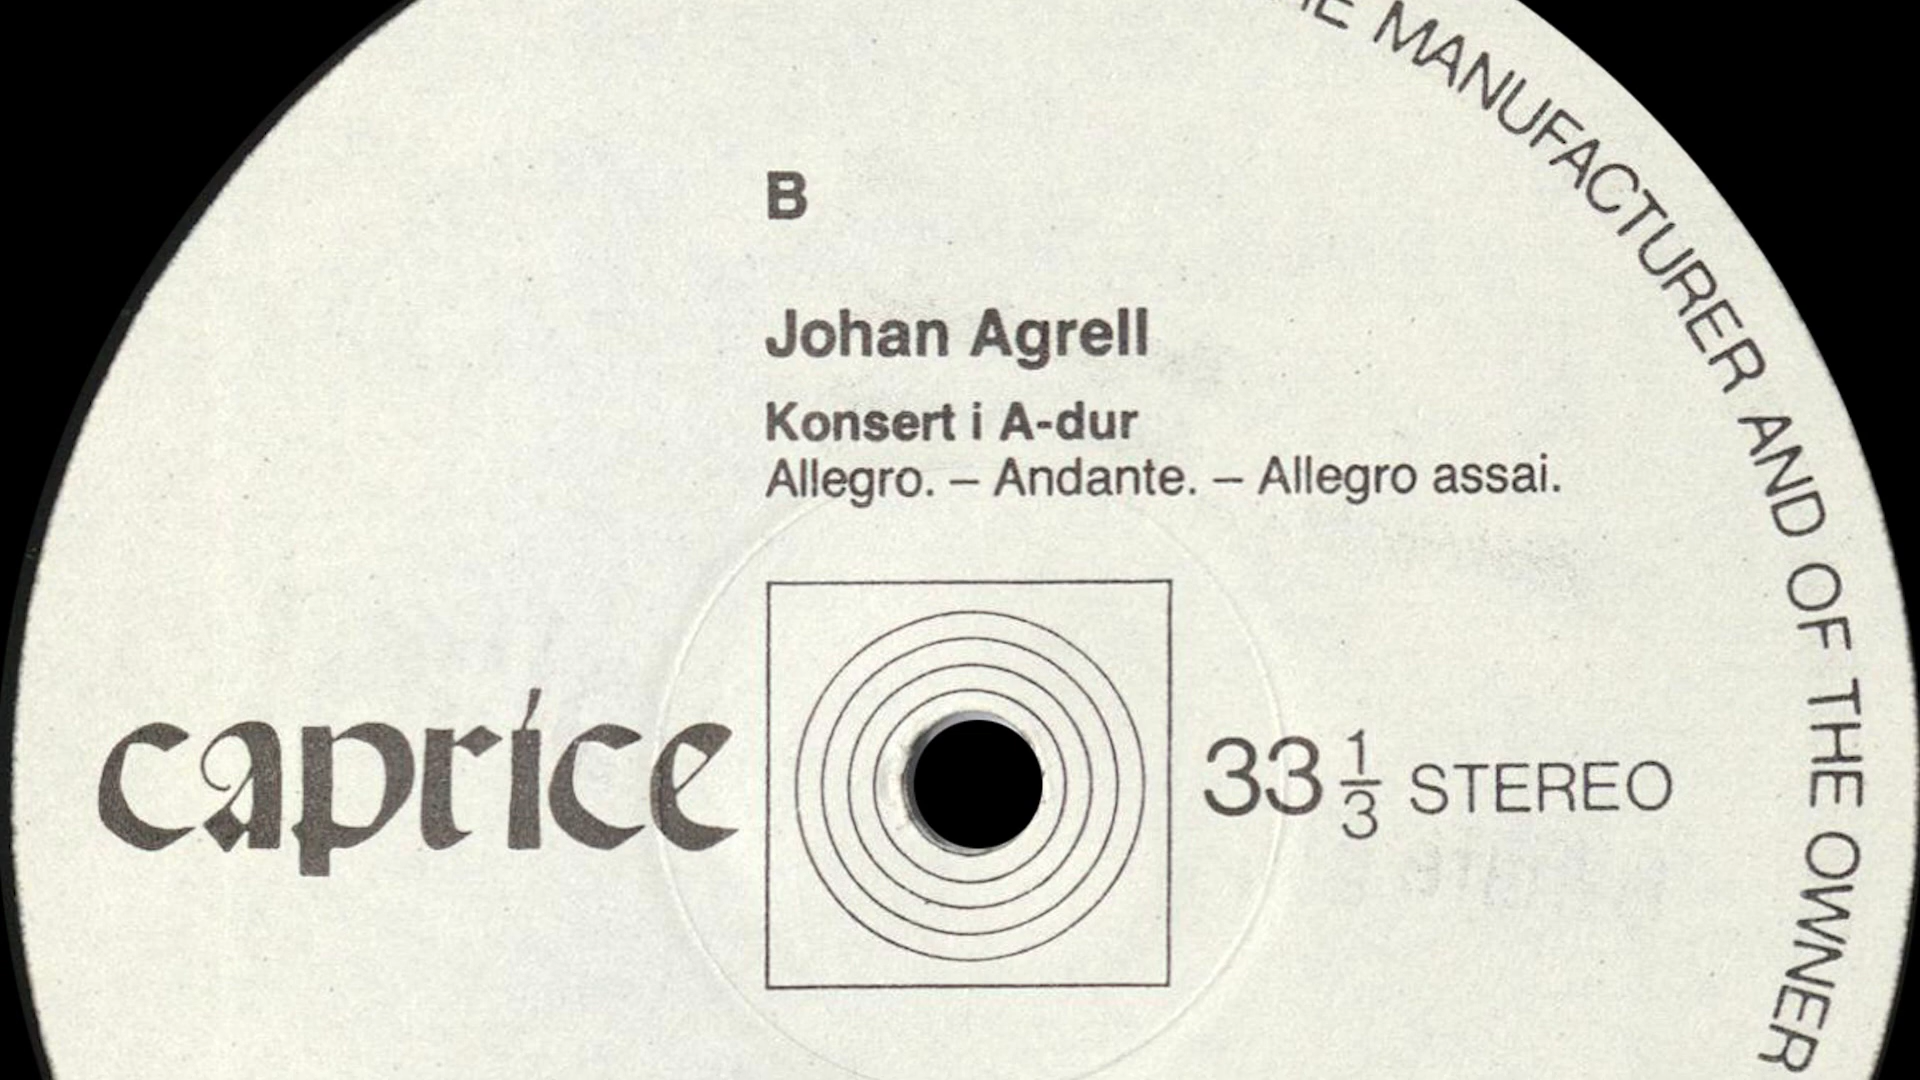 B
Johan Agrell
Konsert i A-dur
Allegro. – Andante. – Allegro assai.
caprice
33 1/3 STEREO
MANUFACTURER AND OF THE OWNER